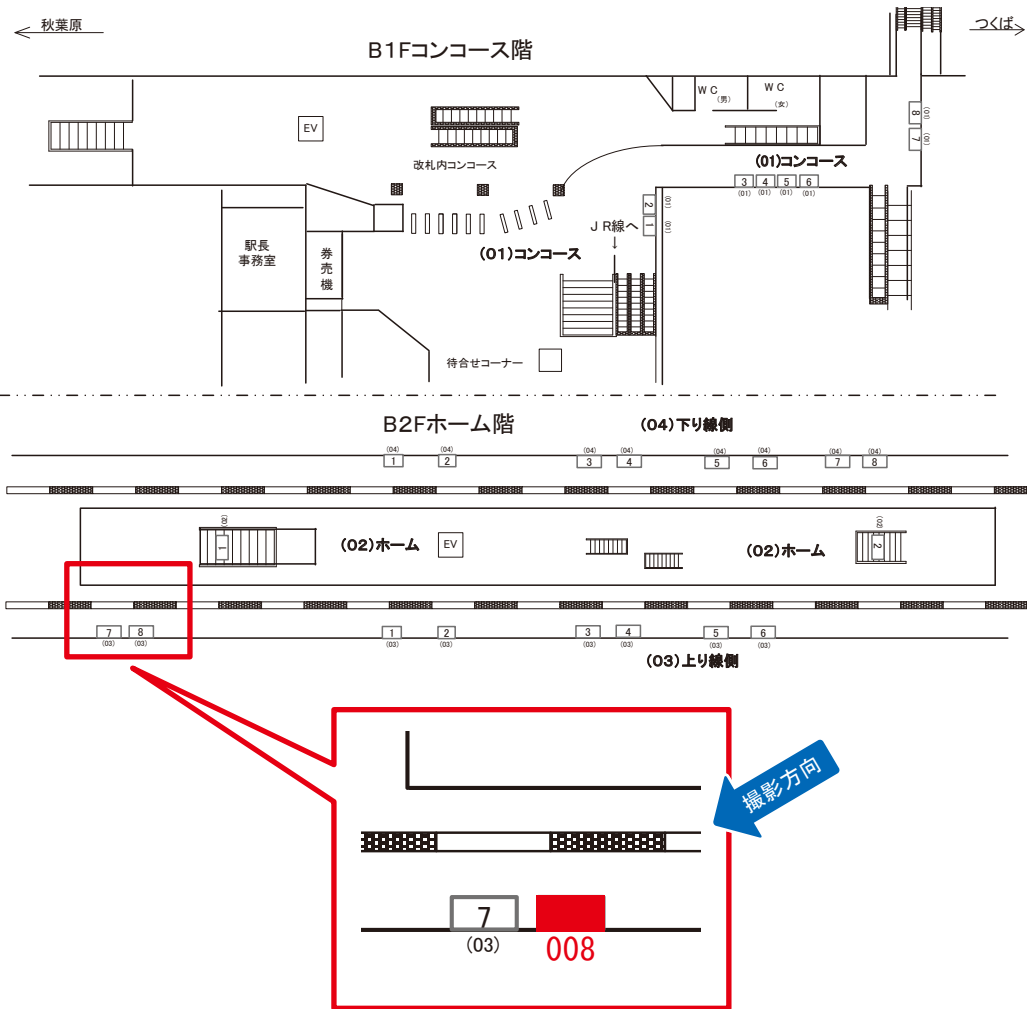 秋葉原
つくば
B1Fコンコース階
WC
(男)
WC
(女)
EV
改札内コンコース
(01)コンコース
8
(01)
7
(01)
3
4
5
6
(01)
(01)
(01)
(01)
2
(01)
1
(01)
JR線へ
↓
(01)コンコース
駅長
事務室
券売機
待合せコーナー
B2Fホーム階
(04)下り線側
(04)
(04)
(04)
(04)
(04)
(04)
(04)
(04)
1
2
3
4
5
6
7
8
(02)
1
(02)ホーム
EV
(02)ホーム
(02)
2
7
8
1
2
3
4
5
6
(03)
(03)
(03)
(03)
(03)
(03)
(03)
(03)
(03)上り線側
撮影方向
7
(03)
008